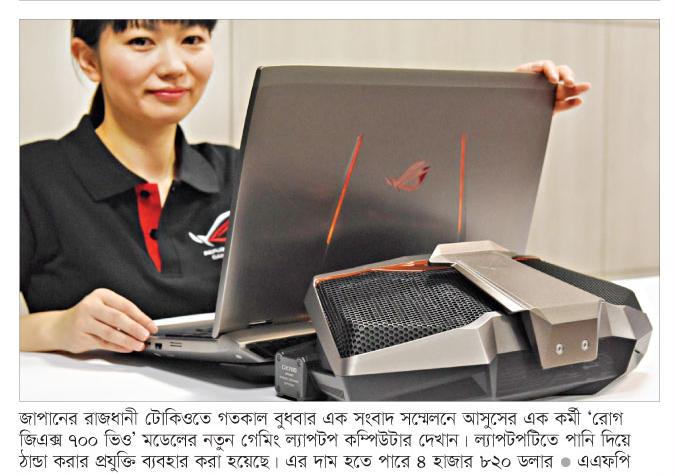 GX700
জাপানের রাজধানী টোকিওতে গতকাল বুধবার এক সংবাদ সম্মেলনে আসুসের এক কর্মী ‘রোগ
জিএক্স ৭০০ ভিও’ মডেলের নতুন গেমিং ল্যাপটপ কম্পিউটার দেখান। ল্যাপটপটিতে পানি দিয়ে
ঠান্ডা করার প্রযুক্তি ব্যবহার করা হয়েছে। এর দাম হতে পারে ৪ হাজার ৮২০ ডলার ● এএফপি